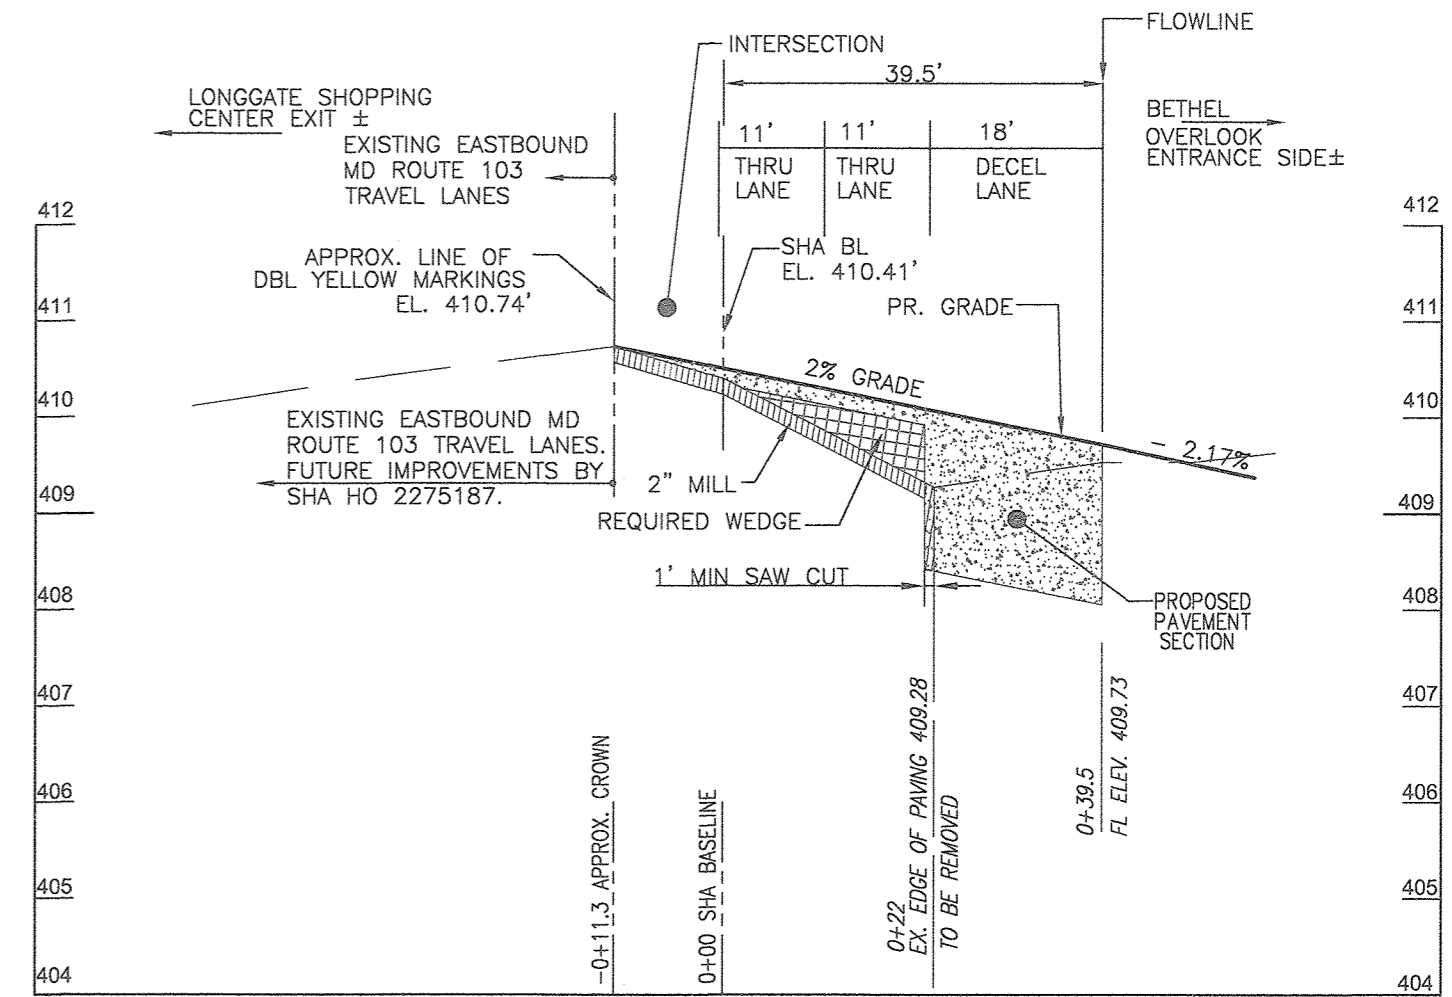 FLOWLINE
INTERSECTION
39.5'
LONGGATE SHOPPING
CENTER EXIT ±
BETHEL
OVERLOOK
ENTRANCE SIDE±
EXISTING EASTBOUND
MD ROUTE 103
TRAVEL LANES
11'
THRU
LANE
11'
THRU
LANE
18'
DECEL
LANE
412
412
APPROX. LINE OF
DBL YELLOW MARKINGS
EL. 410.74'
SHA BL
EL. 410.41'
PR. GRADE
411
411
2% GRADE
410
410
EXISTING EASTBOUND MD
ROUTE 103 TRAVEL LANES.
FUTURE IMPROVEMENTS BY
SHA HO 2275187.
- 2.17%
2" MILL
REQUIRED WEDGE
409
409
1' MIN SAW CUT
408
408
PROPOSED
PAVEMENT
SECTION
407
407
406
406
405
405
404
404
-0+11.3 APPROX. CROWN
0+00 SHA BASELINE
0+22
EX. EDGE OF PAVING 409.28
TO BE REMOVED
0+39.5
FL ELEV. 409.73